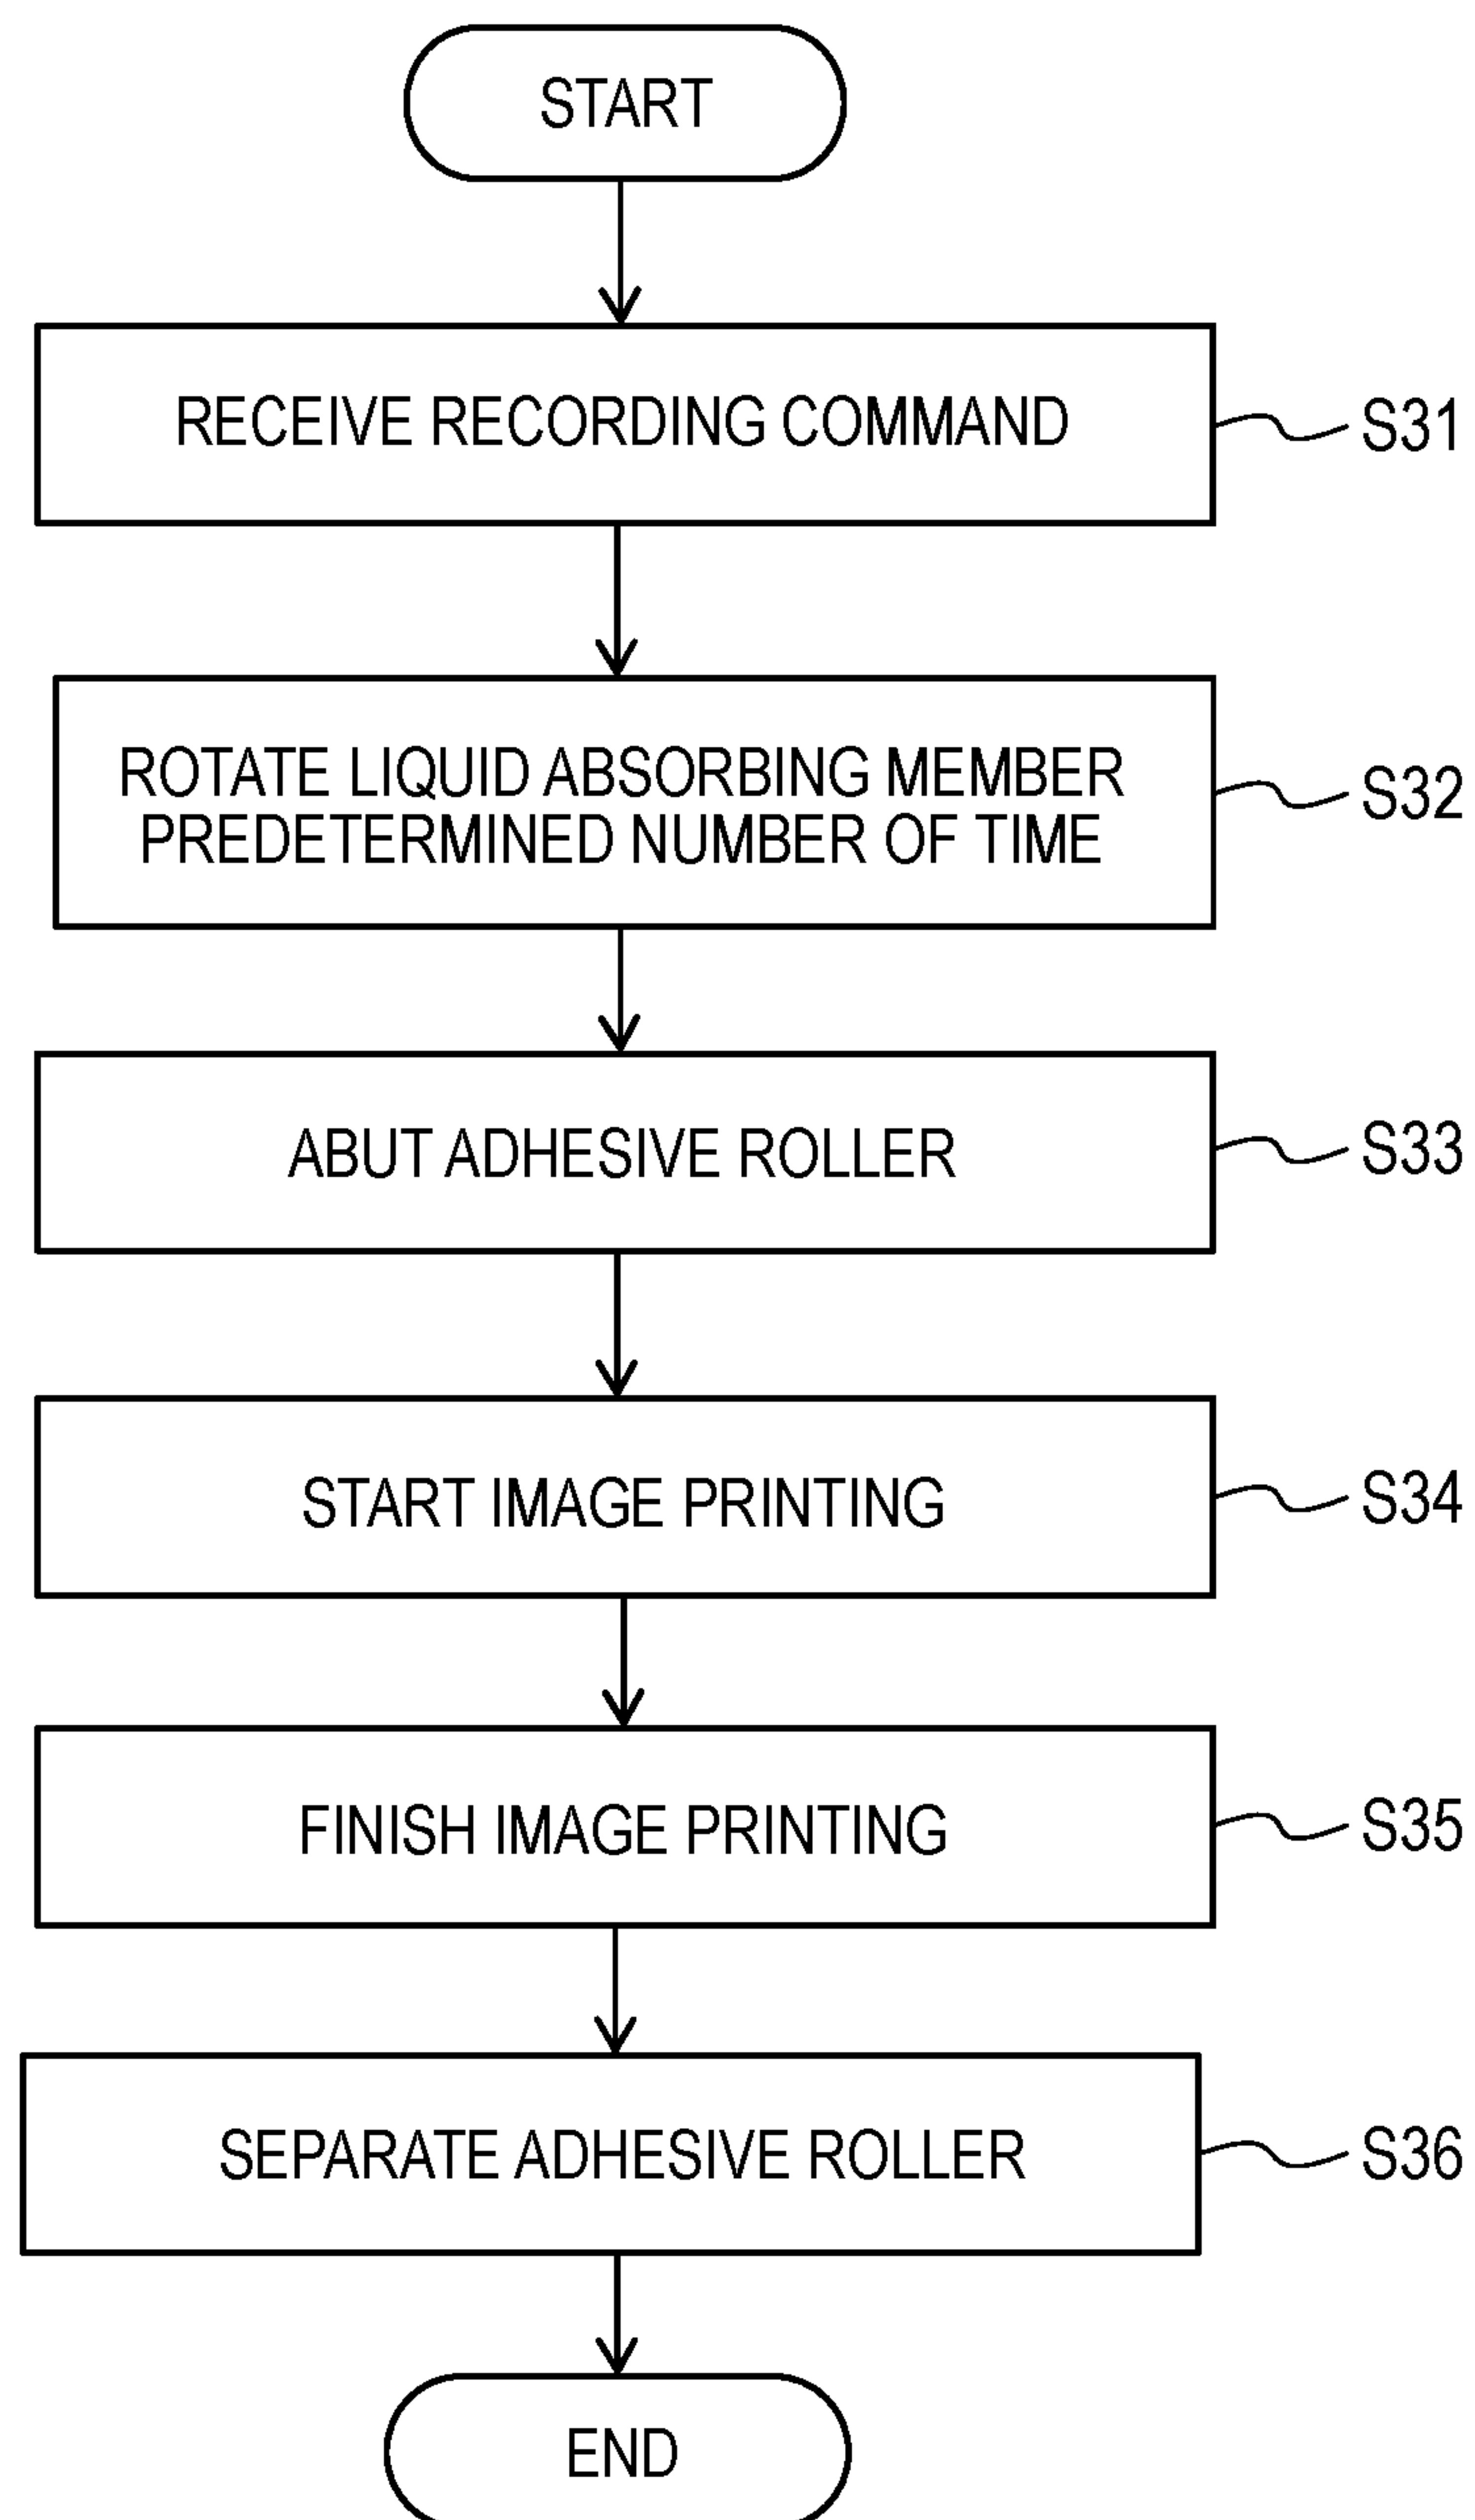 START
RECEIVE RECORDING COMMAND
S31
ROTATE LIQUID ABSORBING MEMBER
PREDETERMINED NUMBER OF TIME
S32
ABUT ADHESIVE ROLLER
S33
START IMAGE PRINTING
S34
FINISH IMAGE PRINTING
S35
SEPARATE ADHESIVE ROLLER
S36
END